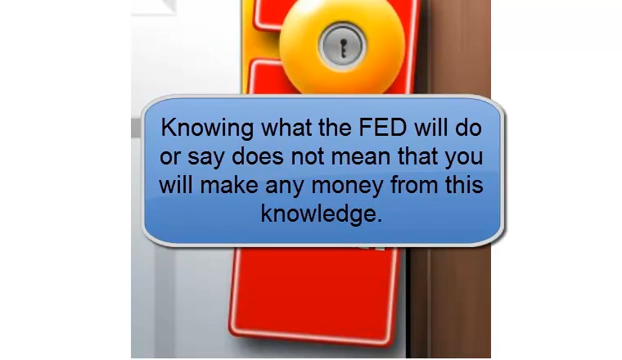 Knowing what the FED will do
or say does not mean that you
will make any money from this
knowledge.